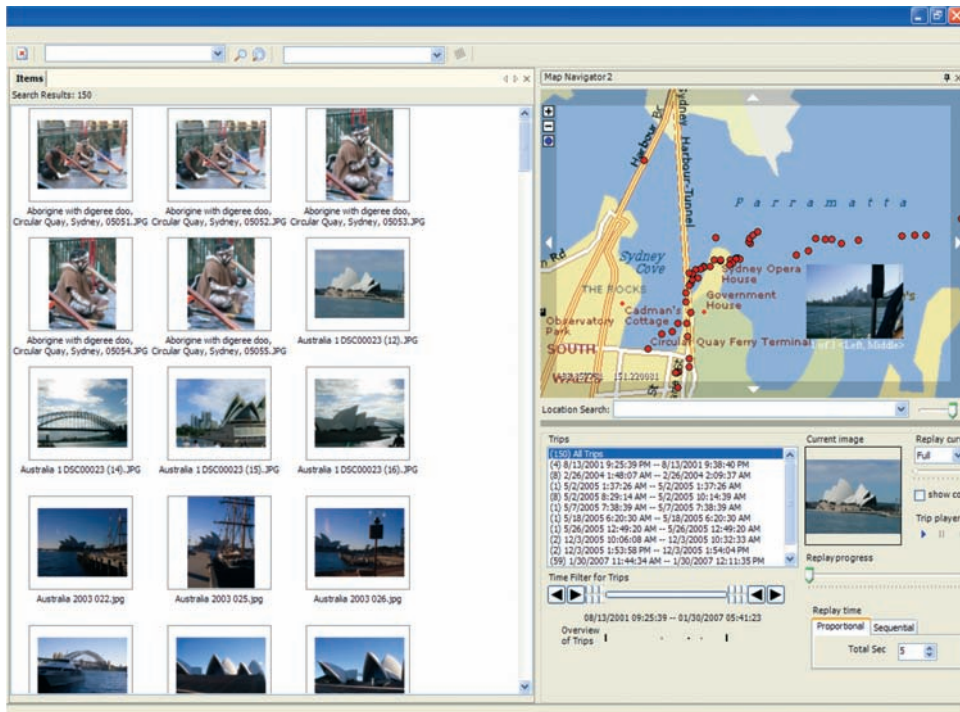 Items
Search Results: 150
Aborigine with digeree doo,
Circular Quay, Sydney, 05051.JPG
Aborigine with digeree doo,
Circular Quay, Sydney, 05052.JPG
Aborigine with digeree doo,
Circular Quay, Sydney, 05053.JPG
Aborigine with digeree doo,
Circular Quay, Sydney, 05054.JPG
Aborigine with digeree doo,
Circular Quay, Sydney, 05055.JPG
Australia 1 DSC00023 (12).JPG
Australia 1 DSC00023 (14).JPG
Australia 1 DSC00023 (15).JPG
Australia 1 DSC00023 (16).JPG
Australia 2003 022.jpg
Australia 2003 025.jpg
Australia 2003 026.jpg
Map Navigator2
Harbour Br
Sydney Harbour-Tunnel
Parramatta
Rd
Sydney
Cove
Sydney Opera
House
THE ROCKS
Government
House
Cadman's
Cottage
Observatory
Park
Circular Quay Ferry Terminal
1 of 1 <Left, Middle>
SOUTH
WALES
151.220081
St
Location Search:
Trips
(150) All Trips
(4) 8/13/2001 9:25:39 PM -- 8/13/2001 9:38:40 PM
(8) 2/26/2004 1:48:07 AM -- 2/26/2004 2:09:37 AM
(1) 5/2/2005 1:37:26 AM -- 5/2/2005 1:37:26 AM
(8) 5/2/2005 8:29:14 AM -- 5/2/2005 10:14:39 AM
(1) 5/7/2005 7:38:39 AM -- 5/7/2005 7:38:39 AM
(1) 5/18/2005 6:20:30 AM -- 5/18/2005 6:20:30 AM
(1) 5/26/2005 12:49:20 AM -- 5/26/2005 12:49:20 AM
(2) 12/3/2005 10:06:08 AM -- 12/3/2005 10:32:33 AM
(2) 12/3/2005 1:53:58 PM -- 12/3/2005 1:54:04 PM
(59) 1/30/2007 11:44:34 AM -- 1/30/2007 12:11:35 PM
Time Filter for Trips
08/13/2001 09:25:39 -- 01/30/2007 05:41:23
Overview
of Trips
Current image
Replay cur
Full
show co
Trip player
Replay progress
Replay time
Proportional
Sequential
Total Sec
5